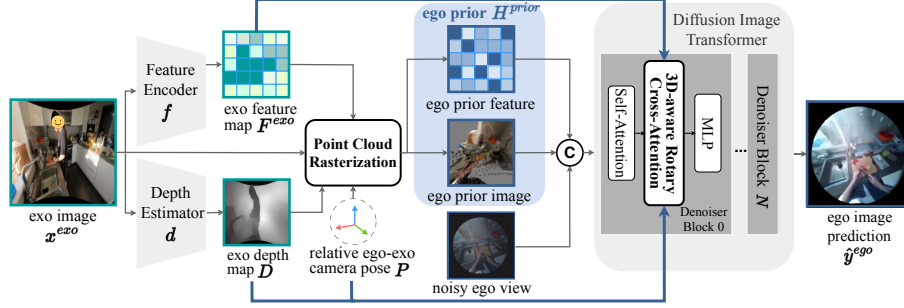 exo image
x^exo
Feature
Encoder
f
Depth
Estimator
d
exo feature
map F^exo
exo depth
map D
Point Cloud
Rasterization
relative ego-exo
camera pose P
ego prior H^prior
ego prior feature
ego prior image
noisy ego view
C
Diffusion Image
Transformer
Self-Attention
3D-aware Rotary
Cross-Attention
MLP
Denoiser
Block 0
...
Denoiser Block N
ego image
prediction
ŷ^ego